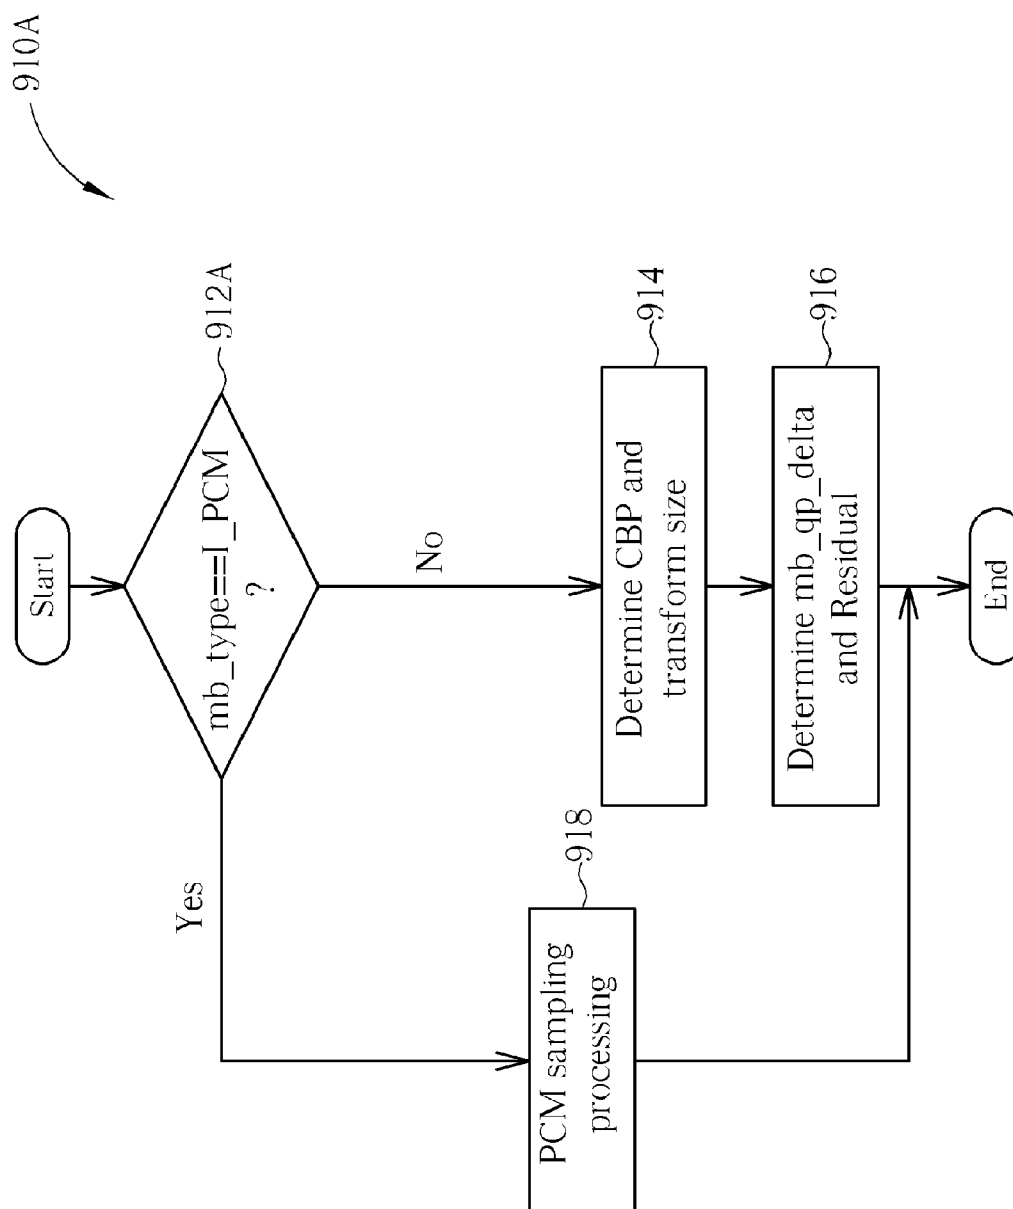 910A
Start
912A
mb_type==I_PCM
?
Yes
No
918
PCM sampling
processing
914
Determine CBP and
transform size
916
Determine mb_qp_delta
and Residual
End